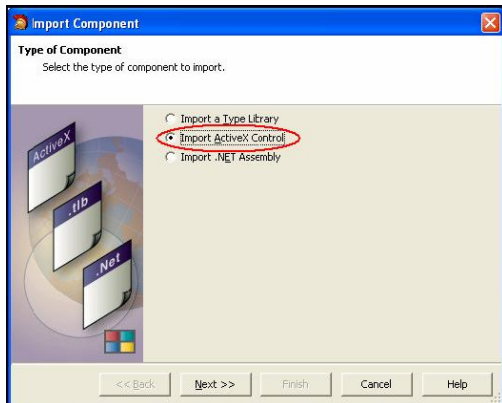 Import Component
Type of Component
Select the type of component to import.
Import a Type Library
Import ActiveX Control
Import .NET Assembly
ActiveX
.tlb
.Net
<< Back
Next >>
Finish
Cancel
Help